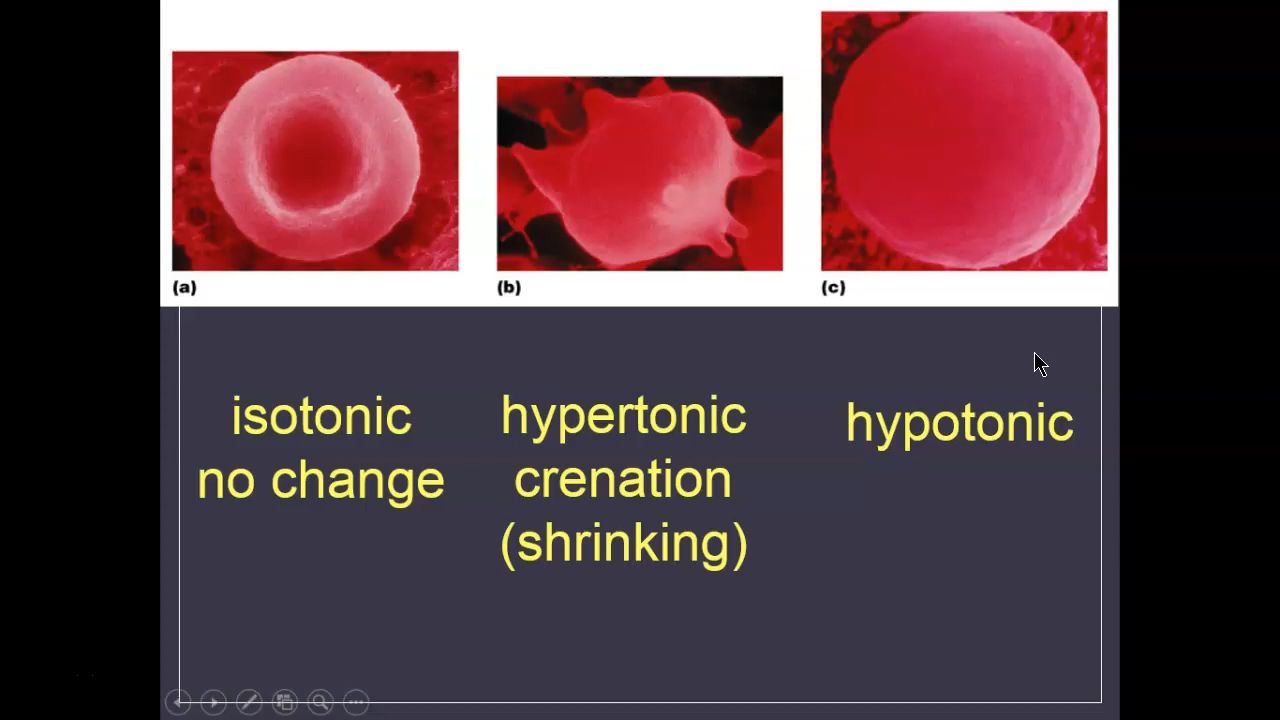 (a)
(b)
(c)
isotonic
no change
hypertonic
crenation
(shrinking)
hypotonic